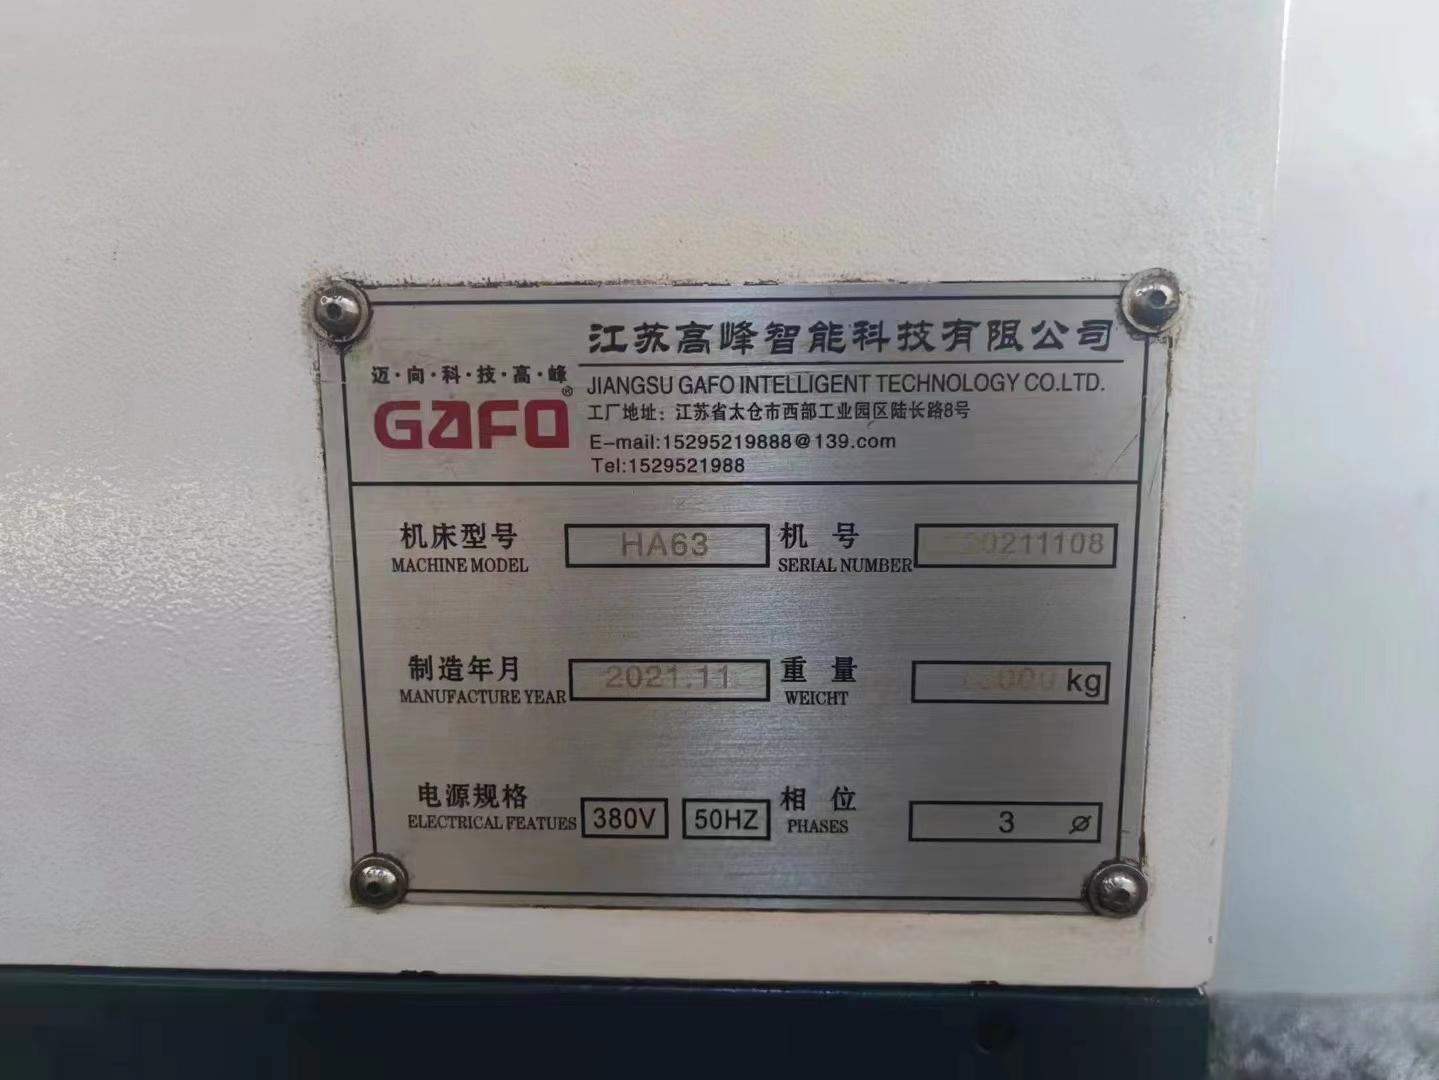 江苏高峰智能科技有限公司
迈·向·科·技·高·峰
GAFO®
JIANGSU GAFO INTELLIGENT TECHNOLOGY CO.LTD.
工厂地址：江苏省太仓市西部工业园区陆长路8号
E-mail:15295219888@139.com
Tel:1529521988
机床型号 HA63 机 号
MACHINE MODEL SERIAL NUMBER 20211108
制造年月 2021.11 重 量 kg
MANUFACTURE YEAR WEICHT
电源规格 380V 50HZ 相 位 3 Ø
ELECTRICAL FEATUES PHASES